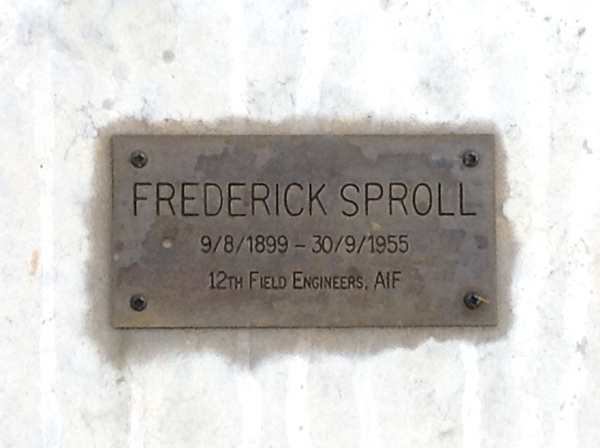 FREDERICK SPROLL
9/8/1899 – 30/9/1955
12TH FIELD ENGINEERS, AIF